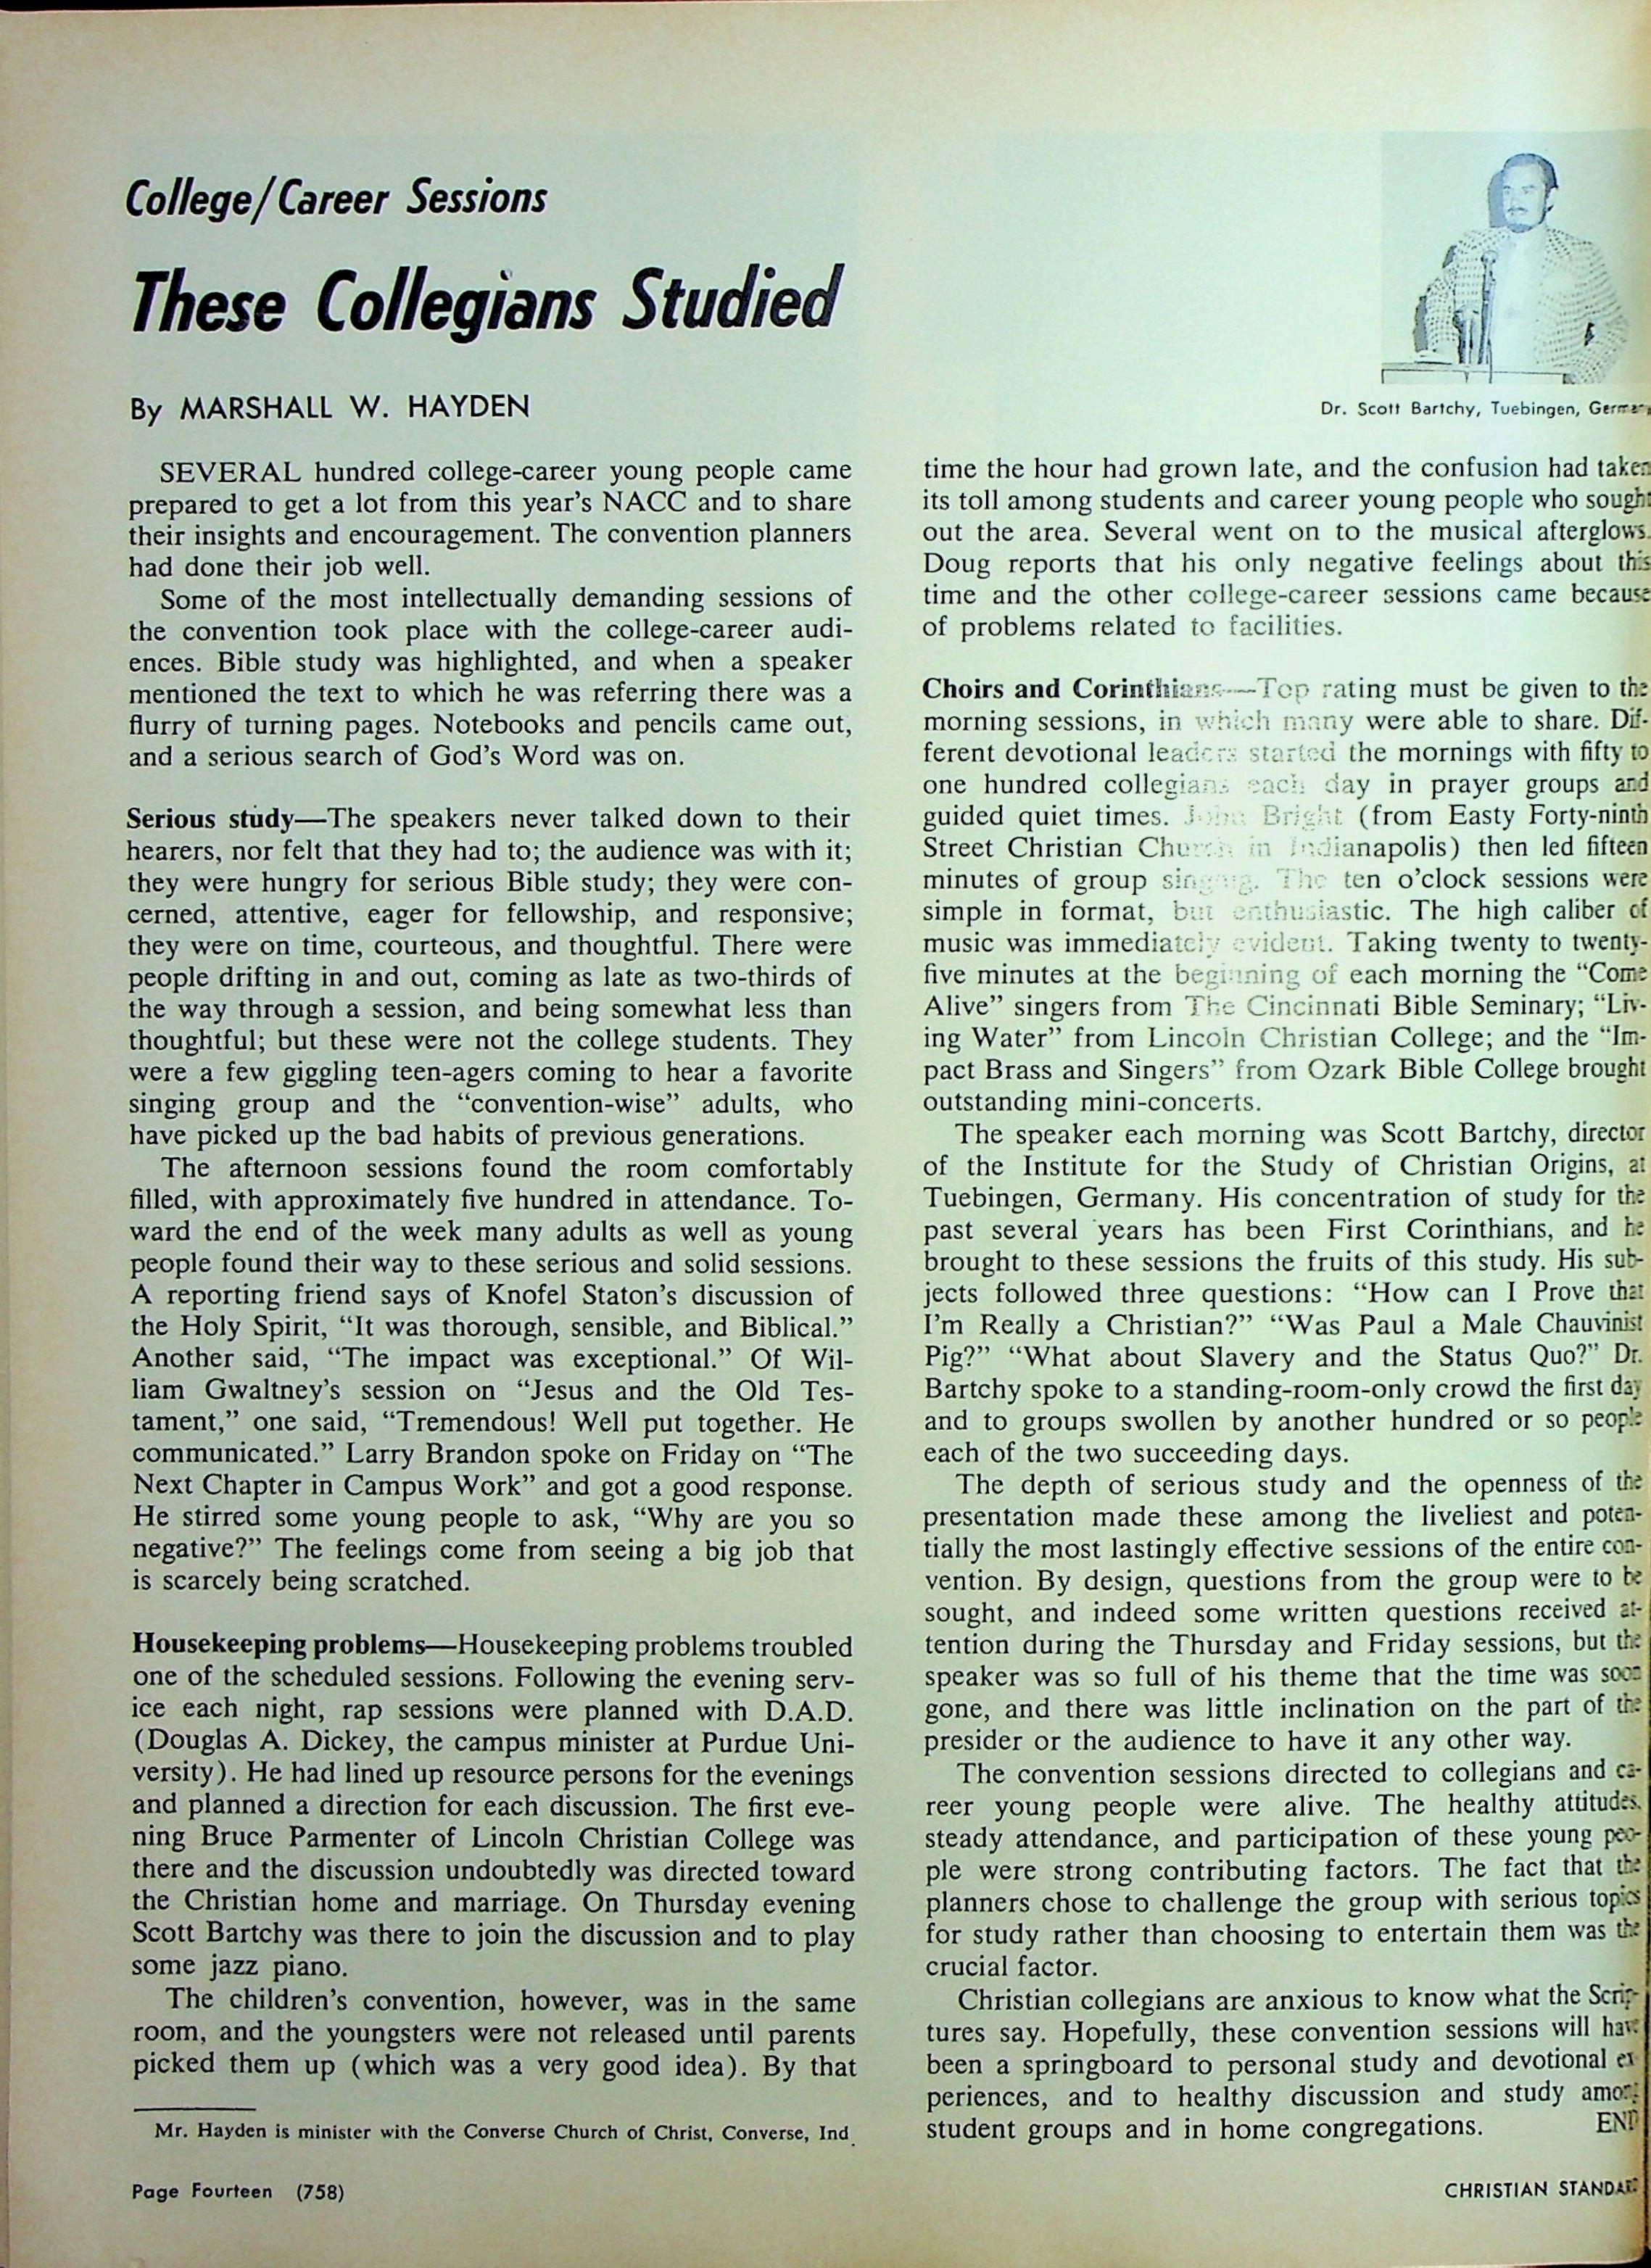 College/Career Sessions
These Collegians Studied
By MARSHALL W. HAYDEN
SEVERAL hundred college-career young people came
prepared to get a lot from this year's NACC and to share
their insights and encouragement. The convention planners
had done their job well.
Some of the most intellectually demanding sessions of
the convention took place with the college-career audi-
ences. Bible study was highlighted, and when a speaker
mentioned the text to which he was referring there was a
flurry of turning pages. Notebooks and pencils came out,
and a serious search of God's Word was on.
Serious study—The speakers never talked down to their
hearers, nor felt that they had to; the audience was with it;
they were hungry for serious Bible study; they were con-
cerned, attentive, eager for fellowship, and responsive;
they were on time, courteous, and thoughtful. There were
people drifting in and out, coming as late as two-thirds of
the way through a session, and being somewhat less than
thoughtful; but these were not the college students. They
were a few giggling teen-agers coming to hear a favorite
singing group and the "convention-wise" adults, who
have picked up the bad habits of previous generations.
The afternoon sessions found the room comfortably
filled, with approximately five hundred in attendance. To-
ward the end of the week many adults as well as young
people found their way to these serious and solid sessions.
A reporting friend says of Knofel Staton's discussion of
the Holy Spirit, "It was thorough, sensible, and Biblical."
Another said, "The impact was exceptional." Of Wil-
liam Gwaltney's session on "Jesus and the Old Tes-
tament," one said, "Tremendous! Well put together. He
communicated." Larry Brandon spoke on Friday on "The
Next Chapter in Campus Work" and got a good response.
He stirred some young people to ask, "Why are you so
negative?" The feelings come from seeing a big job that
is scarcely being scratched.
Housekeeping problems—Housekeeping problems troubled
one of the scheduled sessions. Following the evening serv-
ice each night, rap sessions were planned with D.A.D.
(Douglas A. Dickey, the campus minister at Purdue Uni-
versity). He had lined up resource persons for the evenings
and planned a direction for each discussion. The first eve-
ning Bruce Parmenter of Lincoln Christian College was
there and the discussion undoubtedly was directed toward
the Christian home and marriage. On Thursday evening
Scott Bartchy was there to join the discussion and to play
some jazz piano.
The children's convention, however, was in the same
room, and the youngsters were not released until parents
picked them up (which was a very good idea). By that
Mr. Hayden is minister with the Converse Church of Christ, Converse, Ind.
Page Fourteen (758)
Dr. Scott Bartchy, Tuebingen, German
time the hour had grown late, and the confusion had taken
its toll among students and career young people who sought
out the area. Several went on to the musical afterglows.
Doug reports that his only negative feelings about this
time and the other college-career sessions came because
of problems related to facilities.
Choirs and Corinthians—Top rating must be given to the
morning sessions, in which many were able to share. Dif-
ferent devotional leaders started the mornings with fifty to
one hundred collegians each day in prayer groups and
guided quiet times. John Bright (from Easty Forty-ninth
Street Christian Church in Indianapolis) then led fifteen
minutes of group singing. The ten o'clock sessions were
simple in format, but enthusiastic. The high caliber of
music was immediately evident. Taking twenty to twenty-
five minutes at the beginning of each morning the "Come
Alive" singers from The Cincinnati Bible Seminary; "Liv-
ing Water" from Lincoln Christian College; and the "Im-
pact Brass and Singers" from Ozark Bible College brought
outstanding mini-concerts.
The speaker each morning was Scott Bartchy, director
of the Institute for the Study of Christian Origins, at
Tuebingen, Germany. His concentration of study for the
past several years has been First Corinthians, and he
brought to these sessions the fruits of this study. His sub-
jects followed three questions: "How can I Prove that
I'm Really a Christian?" "Was Paul a Male Chauvinist
Pig?" "What about Slavery and the Status Quo?" Dr.
Bartchy spoke to a standing-room-only crowd the first day
and to groups swollen by another hundred or so people
each of the two succeeding days.
The depth of serious study and the openness of the
presentation made these among the liveliest and poten-
tially the most lastingly effective sessions of the entire con-
vention. By design, questions from the group were to be
sought, and indeed some written questions received at-
tention during the Thursday and Friday sessions, but the
speaker was so full of his theme that the time was soon
gone, and there was little inclination on the part of the
presider or the audience to have it any other way.
The convention sessions directed to collegians and ca-
reer young people were alive. The healthy attitudes,
steady attendance, and participation of these young peo-
ple were strong contributing factors. The fact that the
planners chose to challenge the group with serious topics
for study rather than choosing to entertain them was the
crucial factor.
Christian collegians are anxious to know what the Scrip-
tures say. Hopefully, these convention sessions will have
been a springboard to personal study and devotional ex-
periences, and to healthy discussion and study among
student groups and in home congregations. END
CHRISTIAN STANDAR